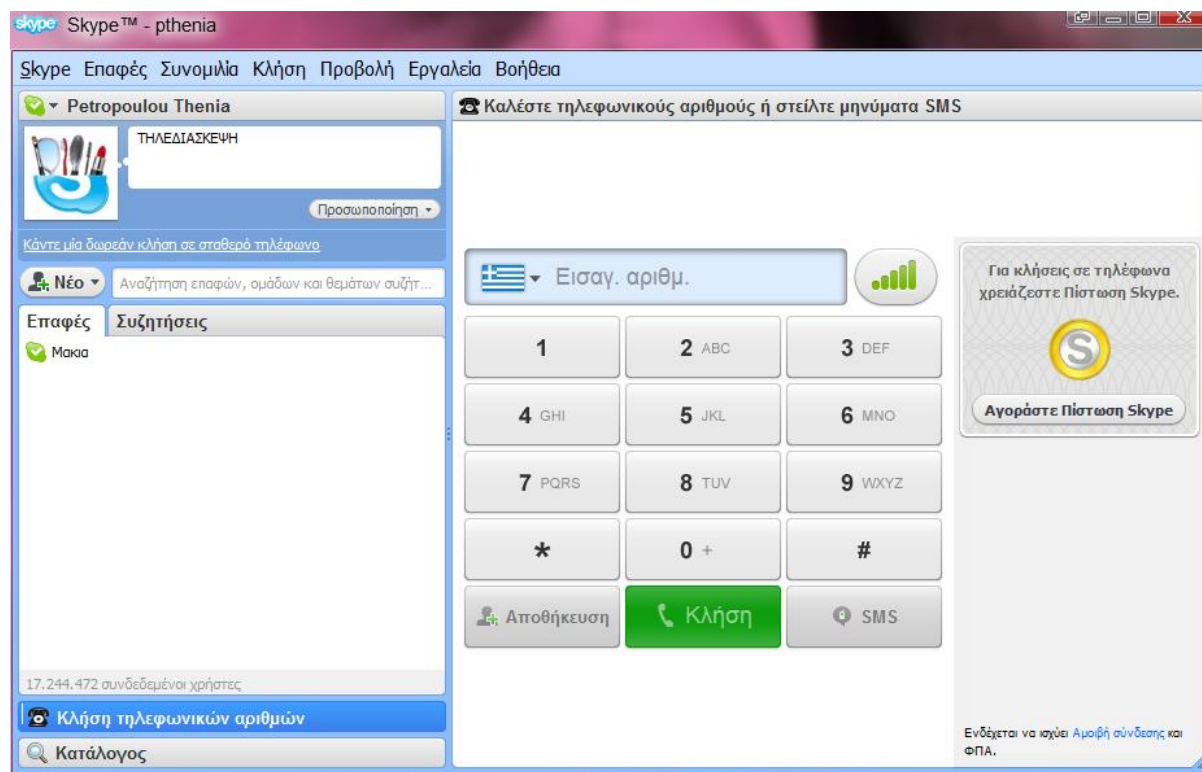 skype Skype™ - pthenia
Skype Επαφές Συνομιλία Κλήση Προβολή Εργαλεία Βοήθεια
Petropoulou Thenia
ΤΗΛΕΔΙΑΣΚΕΨΗ
Προσωποποίηση
Κάντε μία δωρεάν κλήση σε σταθερό τηλέφωνο
Νέο
Αναζήτηση επαφών, ομάδων και θεμάτων συζήτ...
Επαφές Συζητήσεις
Μακια
17.244.472 συνδεδεμένοι χρήστες
Κλήση τηλεφωνικών αριθμών
Κατάλογος
Καλέστε τηλεφωνικούς αριθμούς ή στείλτε μηνύματα SMS
Εισαγ. αριθμ.
1 2 ABC 3 DEF
4 GHI 5 JKL 6 MNO
7 PQRS 8 TUV 9 WXYZ
* 0 + #
Αποθήκευση Κλήση SMS
Για κλήσεις σε τηλέφωνα
χρειάζεστε Πίστωση Skype.
S
Αγοράστε Πίστωση Skype
Ενδέχεται να ισχύει Αμοιβή σύνδεσης και
ΦΠΑ.